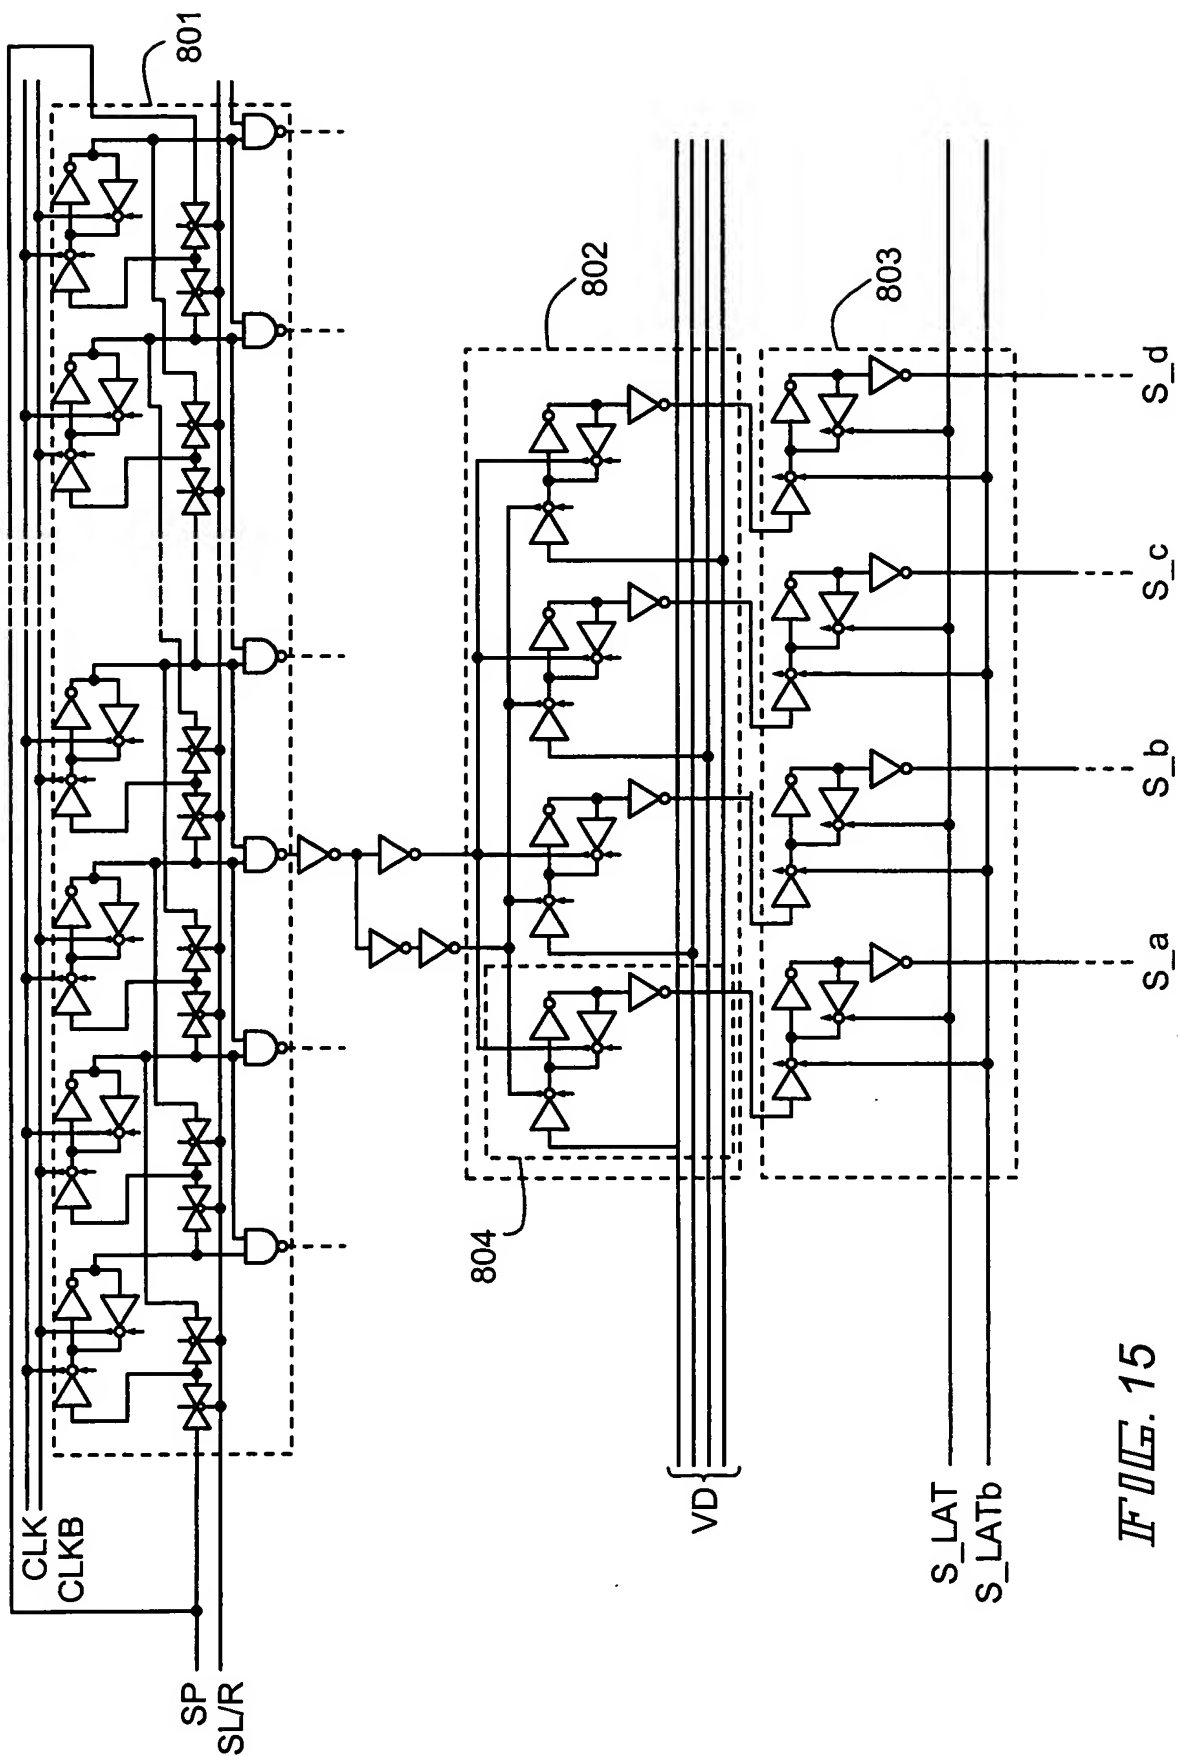 801
CLK
CLKB
SP
SL/R
802
804
VD
803
S_LAT
S_LATb
S_a
S_b
S_c
S_d
FIG. 15